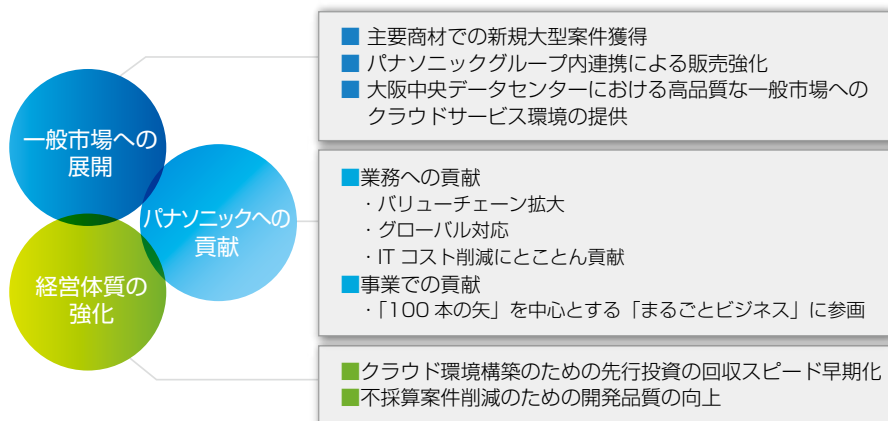 一般市場への
展開
パナソニックへの
貢献
経営体質の
強化
■ 主要商材での新規大型案件獲得
■ パナソニックグループ内連携による販売強化
■ 大阪中央データセンターにおける高品質な一般市場への
クラウドサービス環境の提供
■業務への貢献
・バリューチェーン拡大
・グローバル対応
・IT コスト削減にとことん貢献
■事業での貢献
・「100 本の矢」を中心とする「まるごとビジネス」に参画
■クラウド環境構築のための先行投資の回収スピード早期化
■不採算案件削減のための開発品質の向上